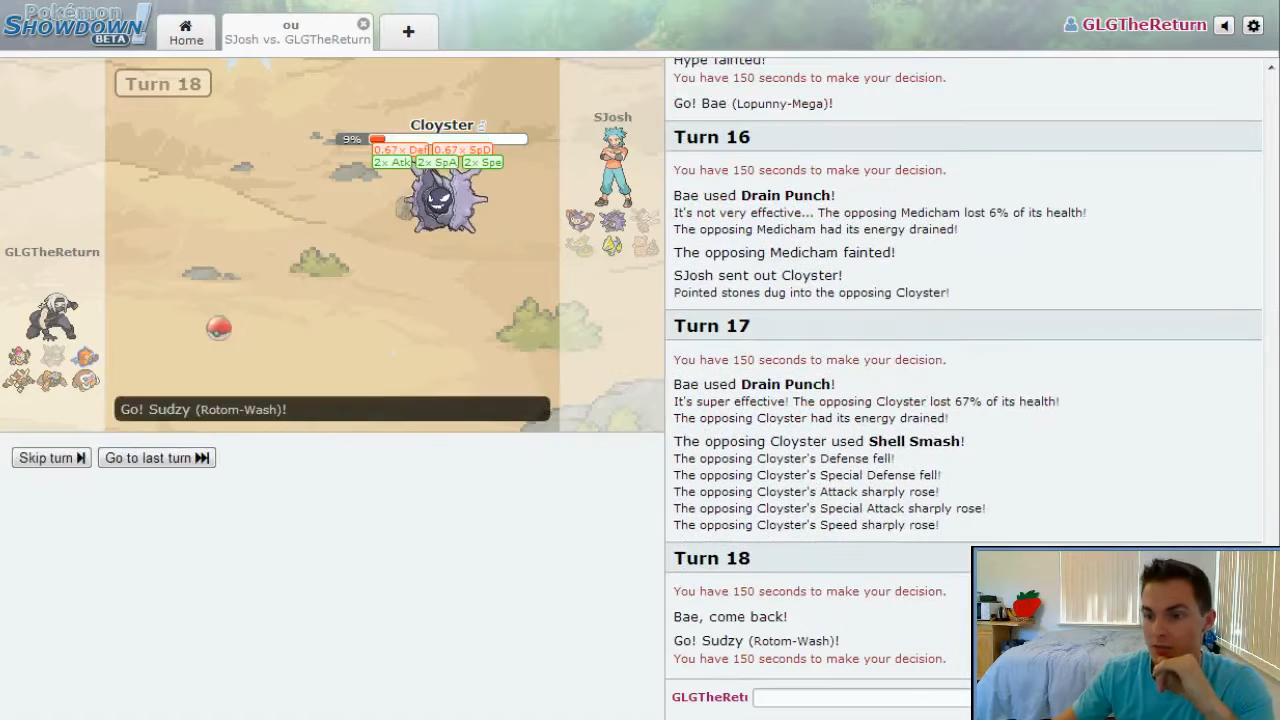 Pokémon
SHOWDOWN!
BETA
Home
ou
SJosh vs. GLGTheReturn
+
GLGTheReturn
Turn 18
Cloyster
9%
0.67× Def 0.67× SpD
2× Atk 2× SpA 2× Spe
SJosh
GLGTheReturn
Go! Sudzy (Rotom-Wash)!
Skip turn
Go to last turn
Hype fainted!
You have 150 seconds to make your decision.
Go! Bae (Lopunny-Mega)!
Turn 16
You have 150 seconds to make your decision.
Bae used Drain Punch!
It's not very effective... The opposing Medicham lost 6% of its health!
The opposing Medicham had its energy drained!
The opposing Medicham fainted!
SJosh sent out Cloyster!
Pointed stones dug into the opposing Cloyster!
Turn 17
You have 150 seconds to make your decision.
Bae used Drain Punch!
It's super effective! The opposing Cloyster lost 67% of its health!
The opposing Cloyster had its energy drained!
The opposing Cloyster used Shell Smash!
The opposing Cloyster's Defense fell!
The opposing Cloyster's Special Defense fell!
The opposing Cloyster's Attack sharply rose!
The opposing Cloyster's Special Attack sharply rose!
The opposing Cloyster's Speed sharply rose!
Turn 18
You have 150 seconds to make your decision.
Bae, come back!
Go! Sudzy (Rotom-Wash)!
You have 150 seconds to make your decision.
GLGTheRetu